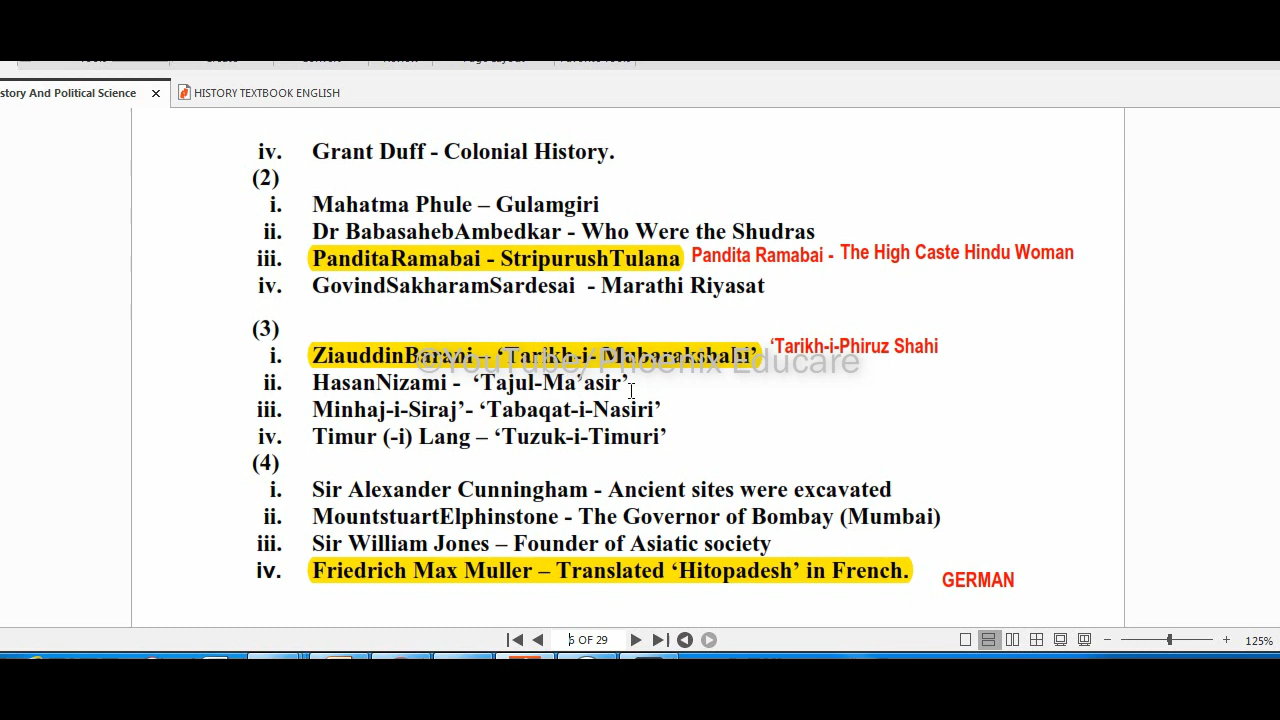 story And Political Science × HISTORY TEXTBOOK ENGLISH
iv. Grant Duff - Colonial History.
(2)
i. Mahatma Phule – Gulamgiri
ii. Dr BabasahebAmbedkar - Who Were the Shudras
iii. PanditaRamabai - StripurushTulana Pandita Ramabai - The High Caste Hindu Woman
iv. GovindSakharamSardesai - Marathi Riyasat
(3)
i. ZiauddinBarani – ‘Tarikh-i- Mubarakshahi’ ‘Tarikh-i-Phiruz Shahi
©YouTube/Phoenix Educare
ii. HasanNizami - ‘Tajul-Ma’asir’
iii. Minhaj-i-Siraj’- ‘Tabaqat-i-Nasiri’
iv. Timur (-i) Lang – ‘Tuzuk-i-Timuri’
(4)
i. Sir Alexander Cunningham - Ancient sites were excavated
ii. MountstuartElphinstone - The Governor of Bombay (Mumbai)
iii. Sir William Jones – Founder of Asiatic society
iv. Friedrich Max Muller – Translated ‘Hitopadesh’ in French. GERMAN
6 OF 29 125%